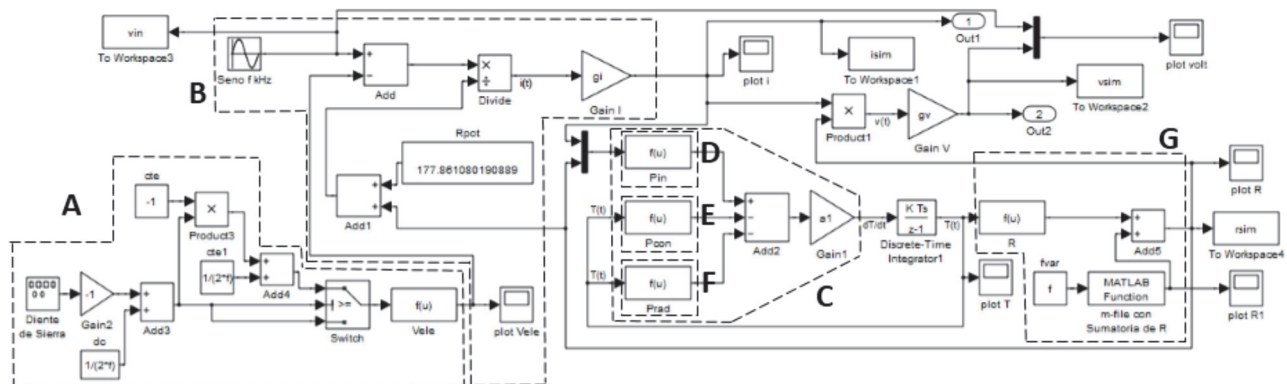 vin
To Workspace3
B
Seno f kHz
+
−
Add
×
÷
Divide
i(t)
gi
Gain I
plot i
1
Out1
isim
To Workspace1
plot volt
vsim
To Workspace2
×
Product1
v(t)
gv
Gain V
2
Out2
G
plot R
Rpot
177.861080190889
+
+
Add1
f(u)
D
Pin
T(t)
f(u)
E
Pcon
T(t)
f(u)
F
Prad
+
−
−
Add2
a1
Gain1
C
dT/dt
K Ts
z-1
Discrete-Time
Integrator1
T(t)
plot T
f(u)
R
+
+
Add5
rsim
To Workspace4
fvar
f
MATLAB
Function
m-file con
Sumatoria de R
plot R1
A
cte
-1
×
Product3
cte1
1/(2*f)
+
+
Add4
Diente
de Sierra
-1
Gain2
dc
1/(2*f)
+
+
Add3
>=
Switch
f(u)
Vele
plot Vele